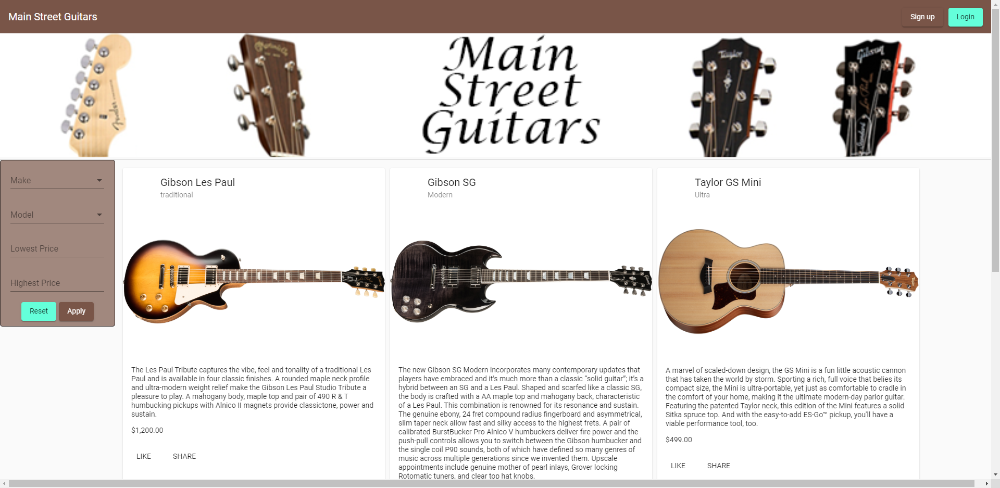 Main Street Guitars
Sign up
Login
Fender
Taylor
Gibson
Les Paul
Main
Street
Guitars
Make
Model
Lowest Price
Highest Price
Reset
Apply
Gibson Les Paul
traditional
The Les Paul Tribute captures the vibe, feel and tonality of a traditional Les
Paul and is available in four classic finishes. A rounded maple neck profile
and ultra-modern weight relief make the Gibson Les Paul Studio Tribute a
pleasure to play. A mahogany body, maple top and pair of 490 R & T
humbucking pickups with Alnico II magnets provide classictone, power and
sustain.
$1,200.00
LIKE
SHARE
Gibson SG
Modern
The new Gibson SG Modern incorporates many contemporary updates that
players have embraced and it’s much more than a classic “solid guitar”; it’s a
hybrid between an SG and a Les Paul. Shaped and scarfed like a classic SG,
the body is crafted with a AA maple top and mahogany back, characteristic
of a Les Paul. This combination is renowned for its resonance and sustain.
The genuine ebony, 24 fret compound radius fingerboard and asymmetrical,
slim taper neck allow fast and silky access to the highest frets. A pair of
calibrated BurstBucker Pro Alnico V humbuckers deliver fire power and the
push-pull controls allows you to switch between the Gibson humbucker and
the single coil P90 sounds, both of which have defined so many genres of
music across multiple generations since we invented them. Upscale
appointments include genuine mother of pearl inlays, Grover locking
Rotomatic tuners, and clear top hat knobs.
Taylor GS Mini
Ultra
A marvel of scaled-down design, the GS Mini is a fun little acoustic cannon
that has taken the world by storm. Sporting a rich, full voice that belies its
compact size, the Mini is ultra-portable, yet just as comfortable to cradle in
the comfort of your home, making it the ultimate modern-day parlor guitar.
Featuring the patented Taylor neck, this edition of the Mini features a solid
Sitka spruce top. And with the easy-to-add ES-Go™ pickup, you'll have a
viable performance tool, too.
$499.00
LIKE
SHARE